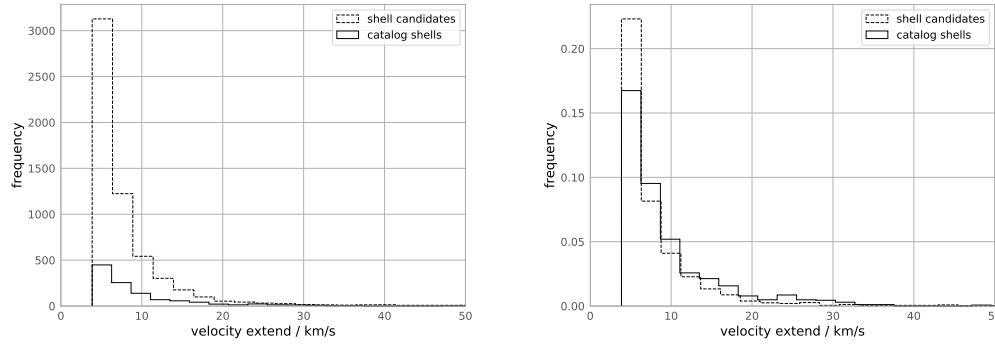 3000
2500
2000
1500
1000
500
0
frequency
0 10 20 30 40 50
velocity extend / km/s
shell candidates
catalog shells
0.20
0.15
0.10
0.05
0.00
frequency
0 10 20 30 40 5
velocity extend / km/s
shell candidates
catalog shells